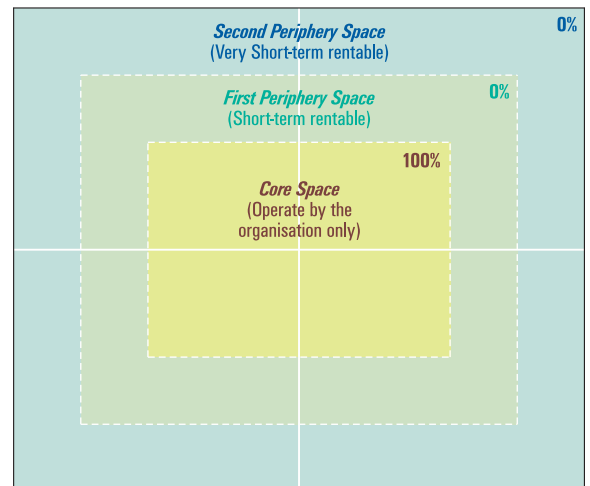 Second Periphery Space
(Very Short-term rentable)
0%
First Periphery Space
(Short-term rentable)
0%
100%
Core Space
(Operate by the
organisation only)